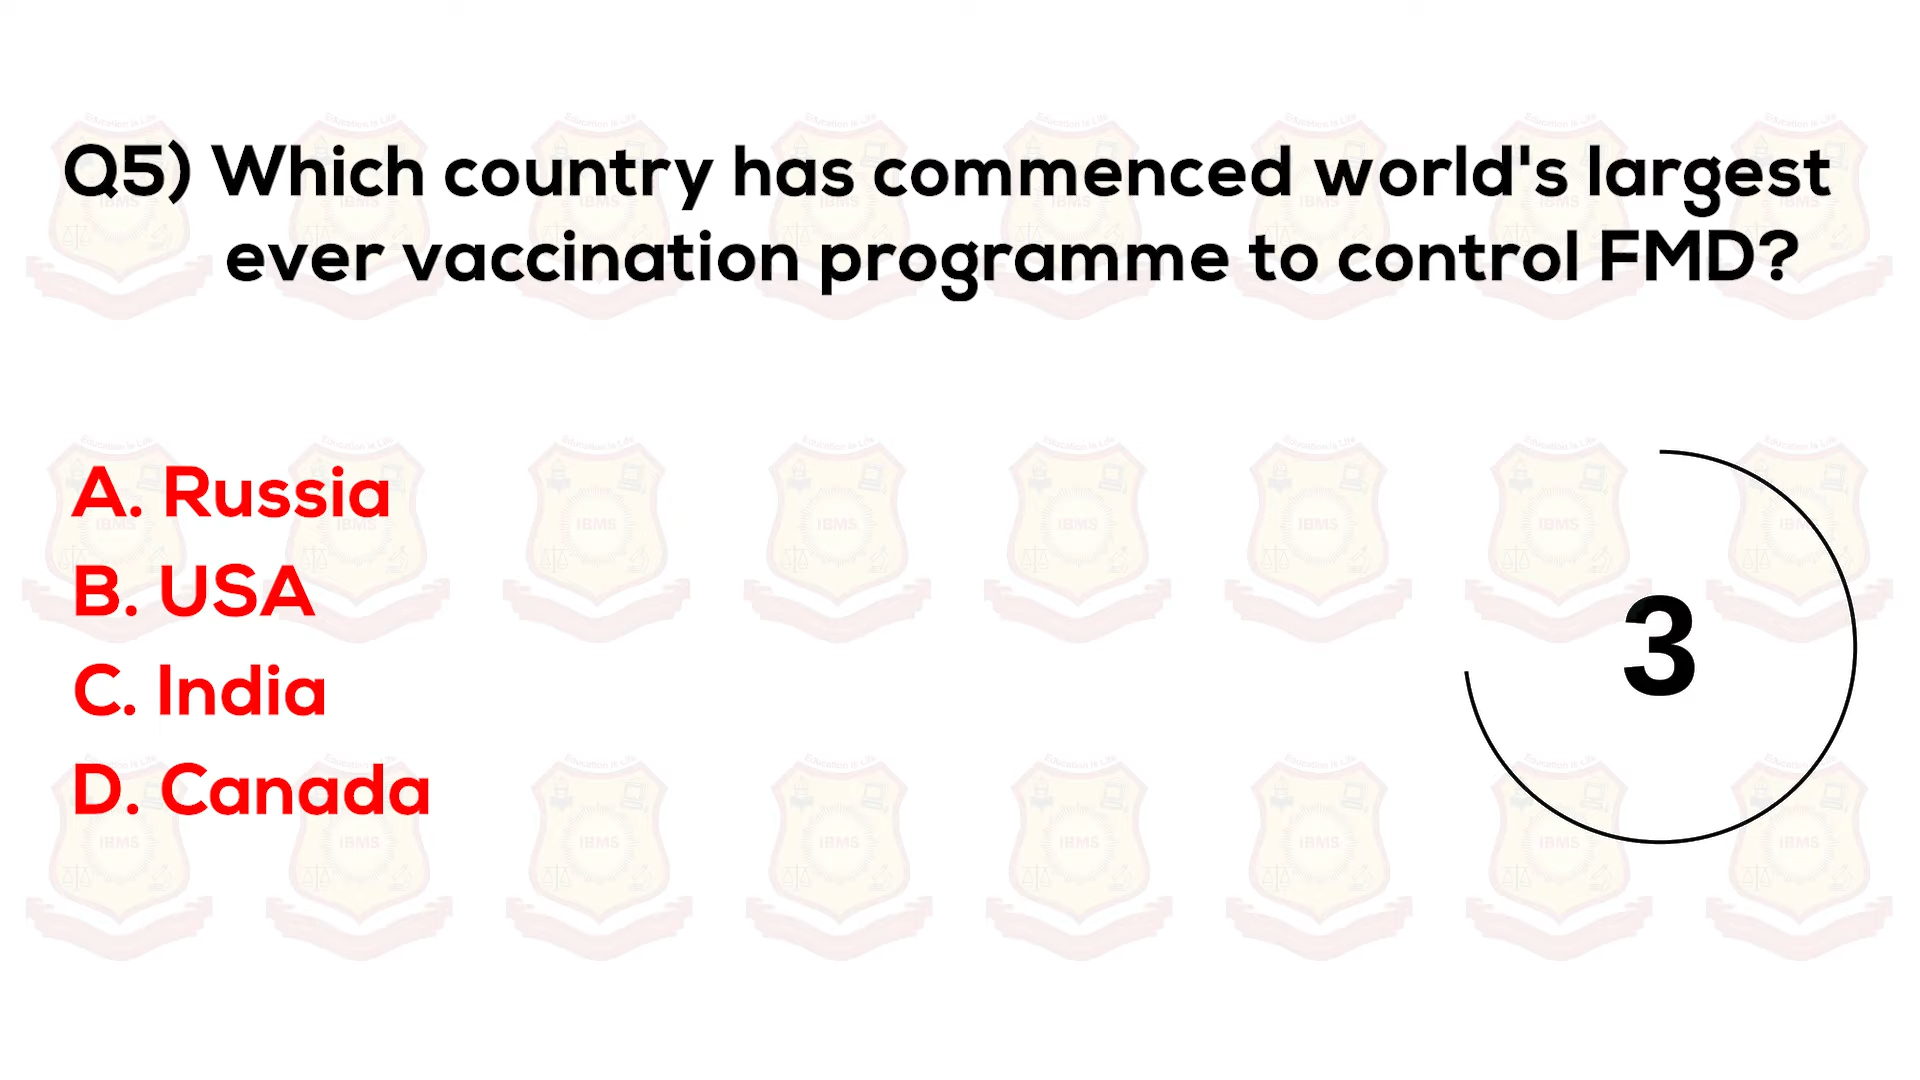 Q5) Which country has commenced world's largest
ever vaccination programme to control FMD?
A. Russia
B. USA
C. India
D. Canada
3